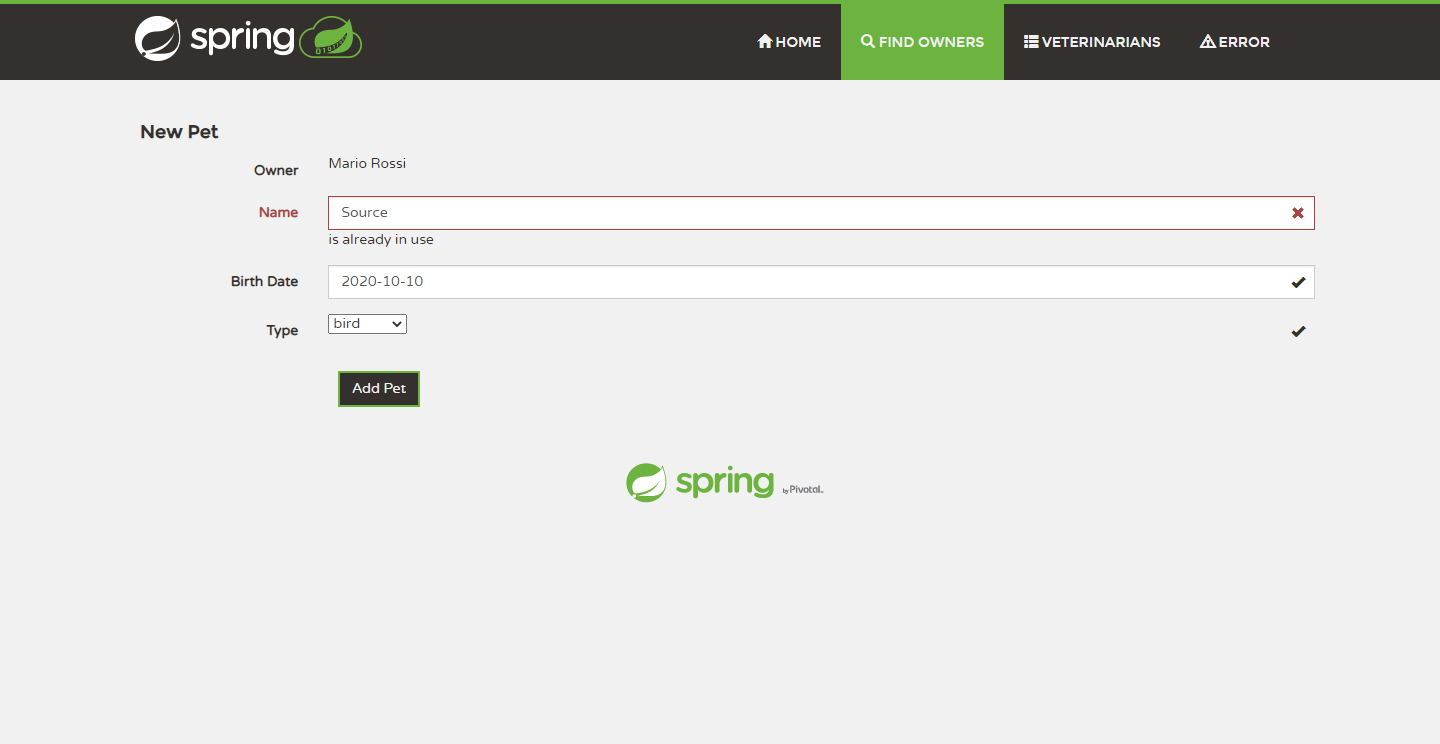 spring
HOME
FIND OWNERS
VETERINARIANS
ERROR
New Pet
Owner Mario Rossi
Name Source
is already in use
Birth Date 2020-10-10
Type bird
Add Pet
spring by Pivotal